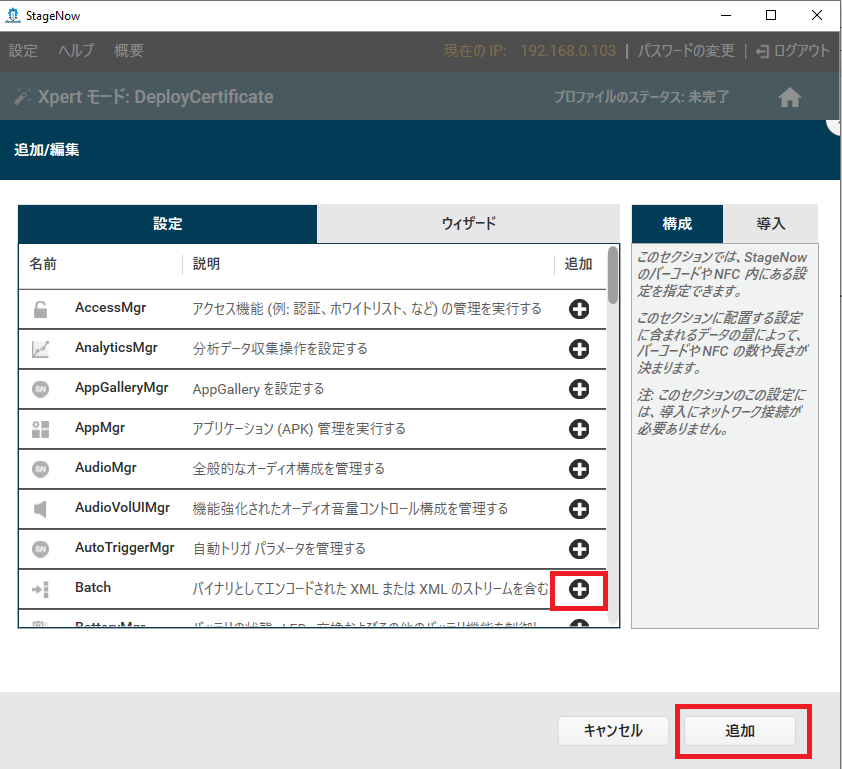 StageNow
設定 ヘルプ 概要 現在の IP: 192.168.0.103 | パスワードの変更 | ログアウト
Xpert モード: DeployCertificate プロファイルのステータス: 未完了
追加/編集
設定 ウィザード
名前 説明 追加
AccessMgr アクセス機能 (例: 認証、ホワイトリスト、など) の管理を実行する
AnalyticsMgr 分析データ収集操作を設定する
SN AppGalleryMgr AppGallery を設定する
AppMgr アプリケーション (APK) 管理を実行する
SN AudioMgr 全般的なオーディオ構成を管理する
AudioVolUIMgr 機能強化されたオーディオ音量コントロール構成を管理する
SN AutoTriggerMgr 自動トリガ パラメータを管理する
Batch バイナリとしてエンコードされた XML または XML のストリームを含む
BatteryMgr
構成 導入
このセクションでは、StageNow
のバーコードや NFC 内にある設
定を指定できます。
このセクションに配置する設定
に含まれるデータの量によって、
バーコードや NFC の数や長さが
決まります。
注: このセクションのこの設定に
は、導入にネットワーク接続が
必要ありません。
キャンセル 追加